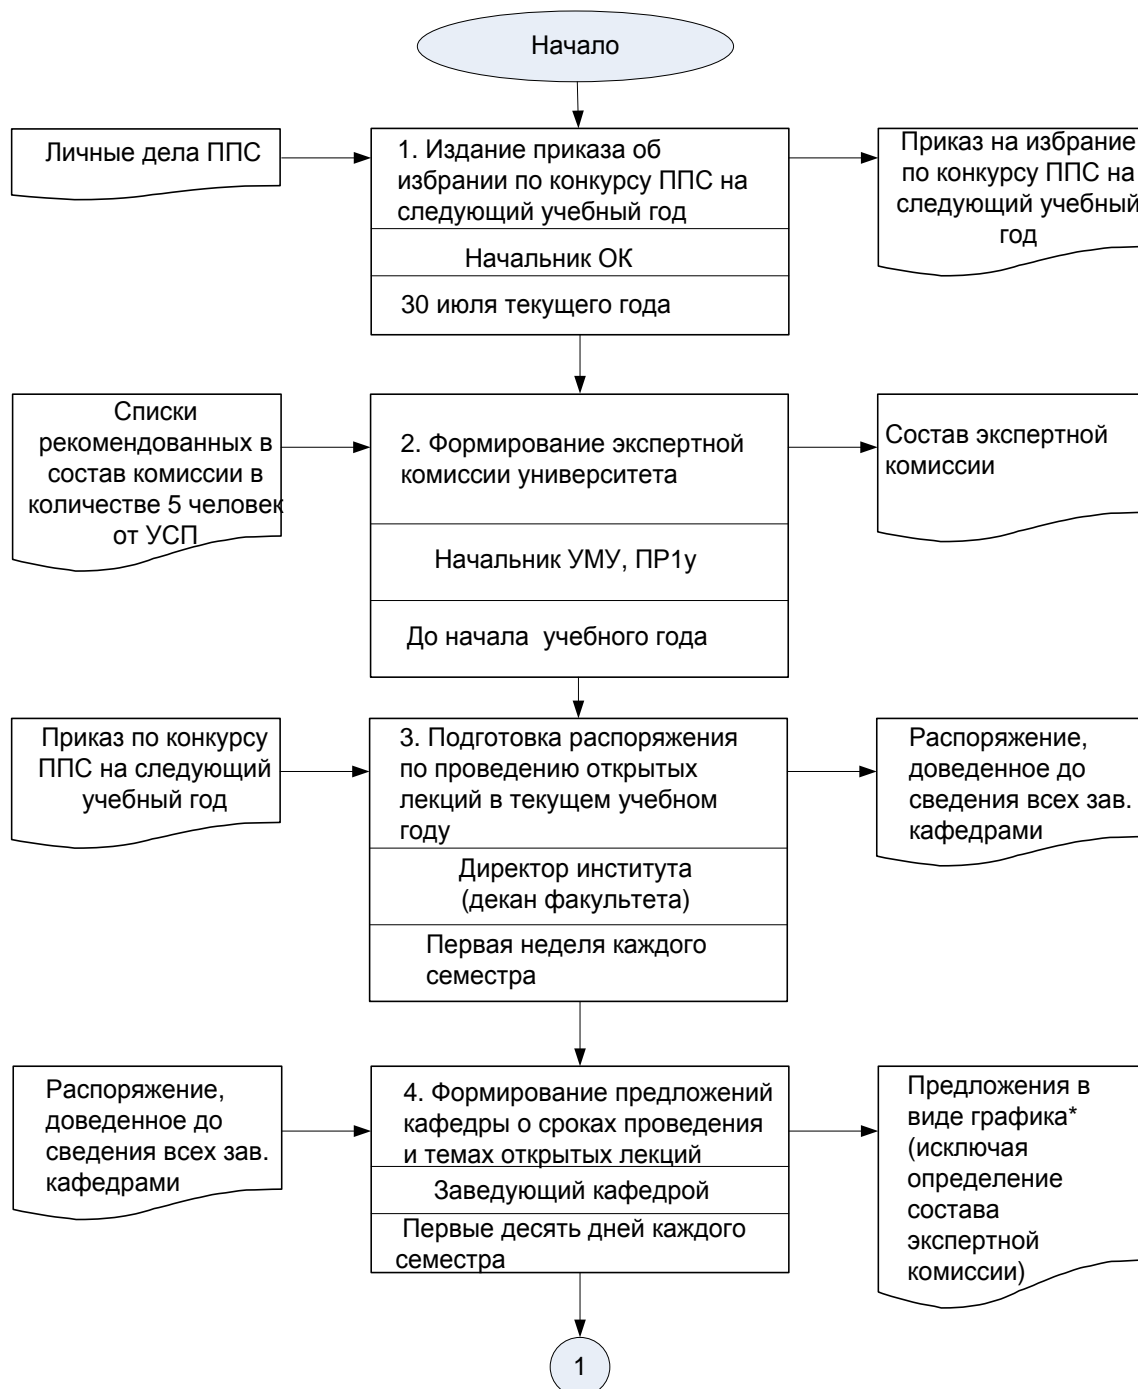 Начало
Личные дела ППС
1. Издание приказа об
избрании по конкурсу ППС на
следующий учебный год
Начальник ОК
30 июля текущего года
Приказ на избрание
по конкурсу ППС на
следующий учебный
год
Списки
рекомендованных в
состав комиссии в
количестве 5 человек
от УСП
2. Формирование экспертной
комиссии университета
Начальник УМУ, ПР1у
До начала учебного года
Состав экспертной
комиссии
Приказ по конкурсу
ППС на следующий
учебный год
3. Подготовка распоряжения
по проведению открытых
лекций в текущем учебном
году
Директор института
(декан факультета)
Первая неделя каждого
семестра
Распоряжение,
доведенное до
сведения всех зав.
кафедрами
Распоряжение,
доведенное до
сведения всех зав.
кафедрами
4. Формирование предложений
кафедры о сроках проведения
и темах открытых лекций
Заведующий кафедрой
Первые десять дней каждого
семестра
Предложения в
виде графика*
(исключая
определение
состава
экспертной
комиссии)
1